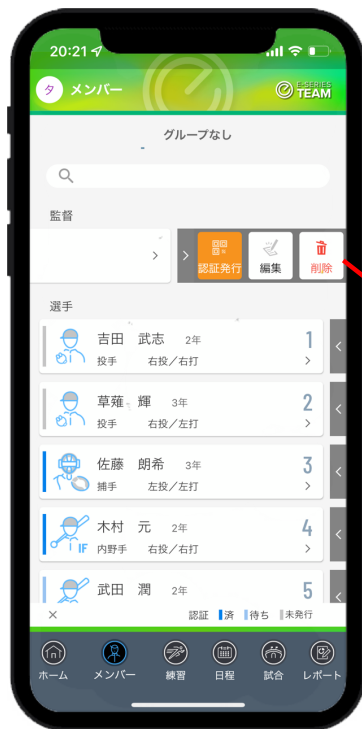 20:21
タ メンバー
E-SERIES
TEAM
グループなし
-
監督
> > 認証発行 編集 削除
選手
吉田 武志 2年 1
投手 右投／右打 > <
草薙 輝 3年 2
投手 右投／左打 > <
佐藤 朗希 3年 3
捕手 左投／左打 > <
木村 元 2年 4
IF 内野手 右投／右打 > <
武田 潤 2年 5 <
× 認証 済 待ち 未発行
ホーム メンバー 練習 日程 試合 レポート